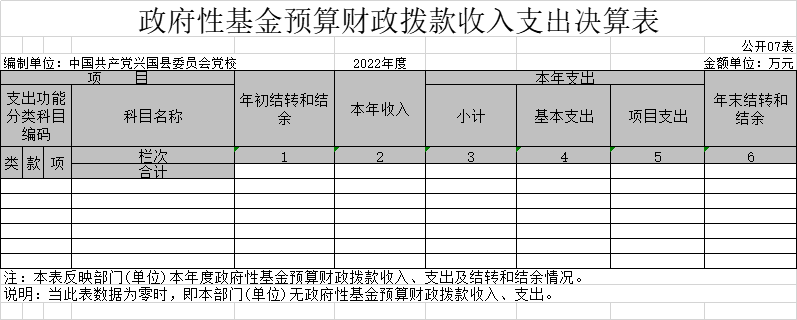 政府性基金预算财政拨款收入支出决算表
公开07表
编制单位：中国共产党兴国县委员会党校 2022年度 金额单位：万元
项 目 年初结转和结余 本年收入 本年支出 年末结转和结余
支出功能分类科目编码 科目名称 小计 基本支出 项目支出
类 款 项 栏次 1 2 3 4 5 6
合计
注：本表反映部门(单位)本年度政府性基金预算财政拨款收入、支出及结转和结余情况。
说明：当此表数据为零时，即本部门(单位)无政府性基金预算财政拨款收入、支出。